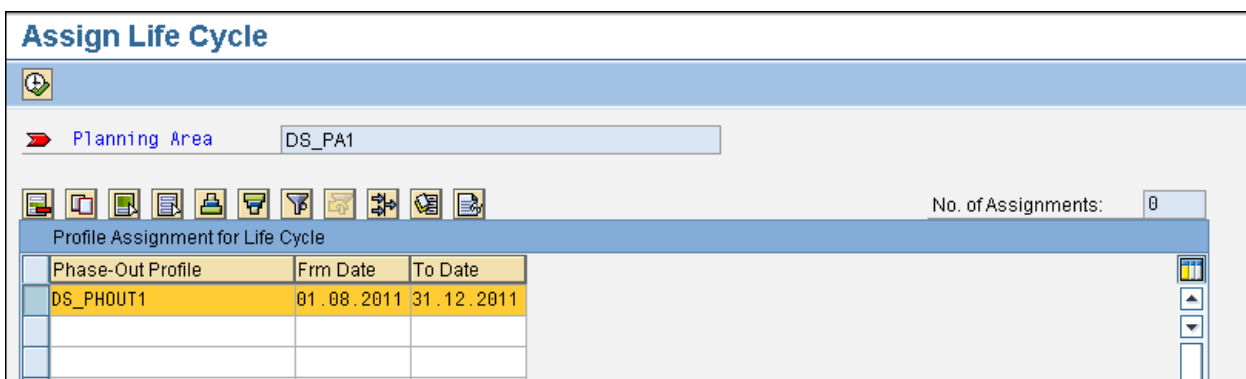 Assign Life Cycle
Planning Area DS_PA1
No. of Assignments: 0
Profile Assignment for Life Cycle
Phase-Out Profile Frm Date To Date
DS_PHOUT1 01.08.2011 31.12.2011